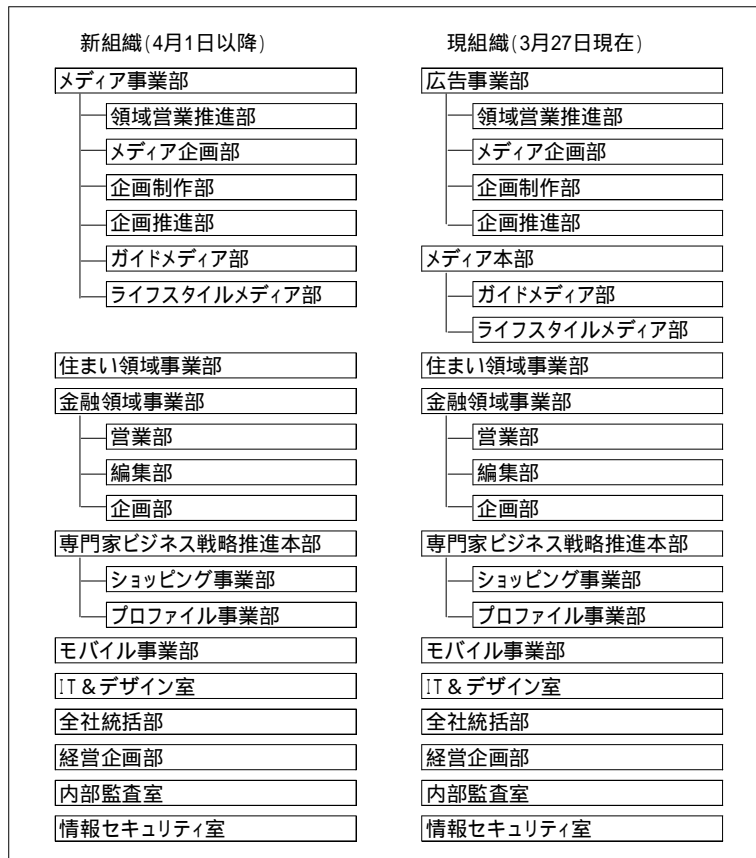 新組織(4月1日以降)
メディア事業部
領域営業推進部
メディア企画部
企画制作部
企画推進部
ガイドメディア部
ライフスタイルメディア部
住まい領域事業部
金融領域事業部
営業部
編集部
企画部
専門家ビジネス戦略推進本部
ショッピング事業部
プロファイル事業部
モバイル事業部
IT&デザイン室
全社統括部
経営企画部
内部監査室
情報セキュリティ室
現組織(3月27日現在)
広告事業部
領域営業推進部
メディア企画部
企画制作部
企画推進部
メディア本部
ガイドメディア部
ライフスタイルメディア部
住まい領域事業部
金融領域事業部
営業部
編集部
企画部
専門家ビジネス戦略推進本部
ショッピング事業部
プロファイル事業部
モバイル事業部
IT&デザイン室
全社統括部
経営企画部
内部監査室
情報セキュリティ室